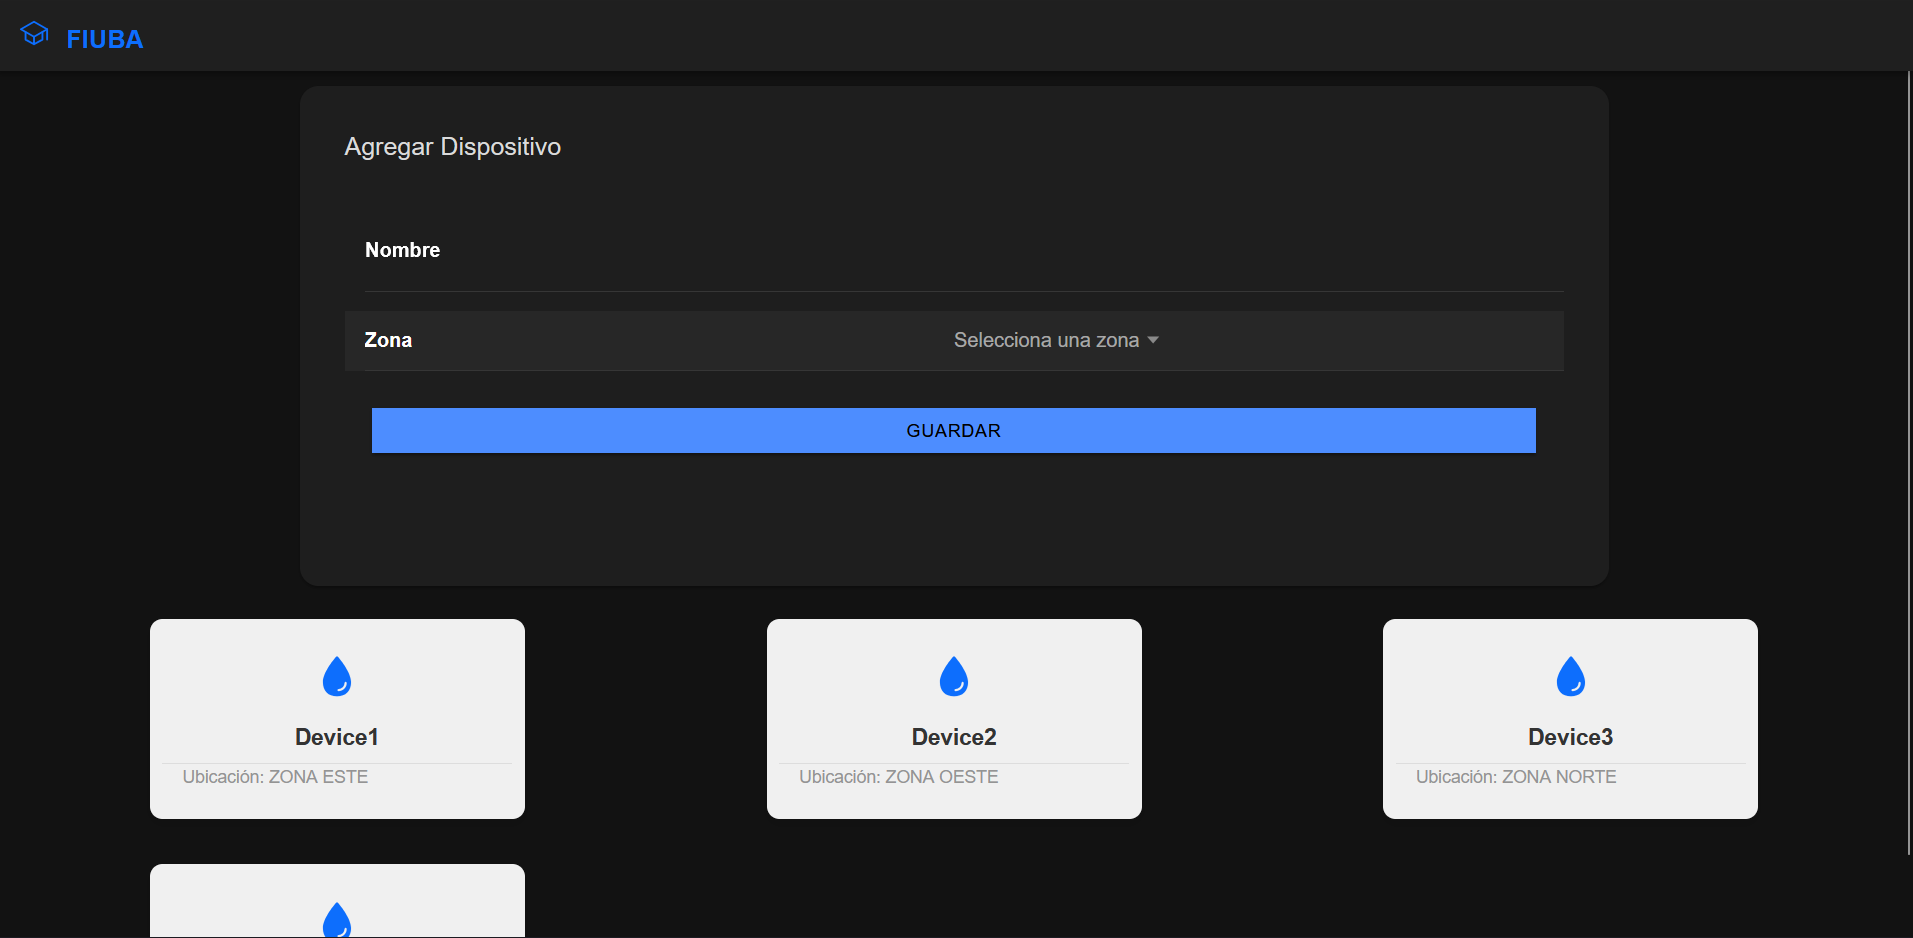 FIUBA
Agregar Dispositivo
Nombre
Zona Selecciona una zona
GUARDAR
Device1
Ubicación: ZONA ESTE
Device2
Ubicación: ZONA OESTE
Device3
Ubicación: ZONA NORTE